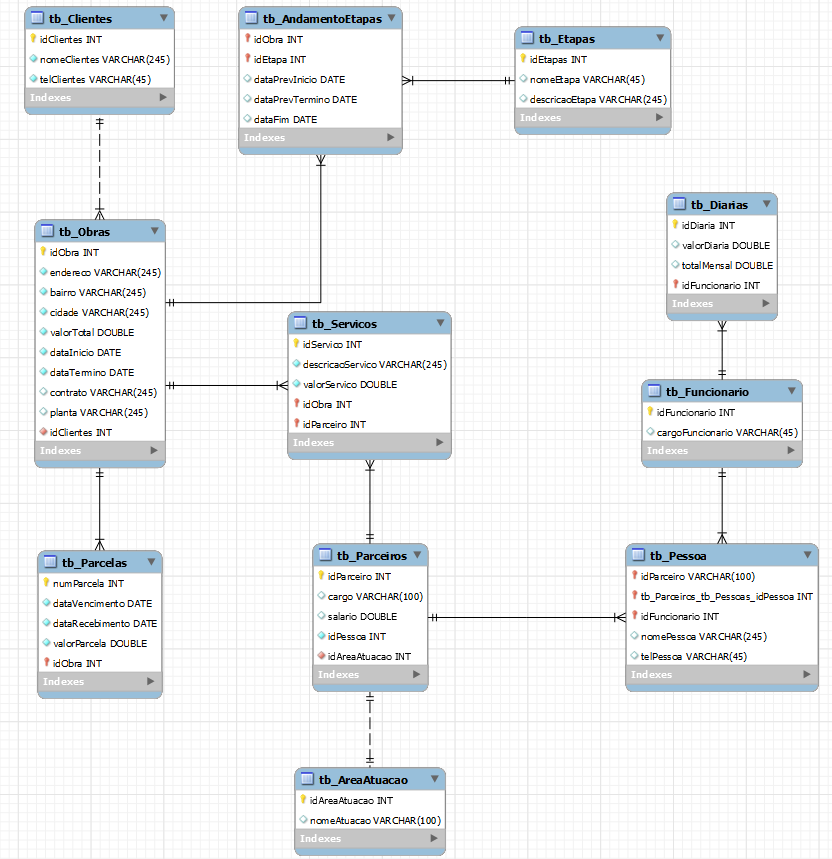 tb_Clientes
idClientes INT
nomeClientes VARCHAR(245)
telClientes VARCHAR(45)
Indexes
tb_AndamentoEtapas
idObra INT
idEtapa INT
dataPrevInicio DATE
dataPrevTermino DATE
dataFim DATE
Indexes
tb_Etapas
idEtapas INT
nomeEtapa VARCHAR(45)
descricaoEtapa VARCHAR(245)
Indexes
tb_Obras
idObra INT
endereco VARCHAR(245)
bairro VARCHAR(245)
cidade VARCHAR(245)
valorTotal DOUBLE
dataInicio DATE
dataTermino DATE
contrato VARCHAR(245)
planta VARCHAR(245)
idClientes INT
Indexes
tb_Diarias
idDiaria INT
valorDiaria DOUBLE
totalMensal DOUBLE
idFuncionario INT
Indexes
tb_Servicos
idServico INT
descricaoServico VARCHAR(245)
valorServico DOUBLE
idObra INT
idParceiro INT
Indexes
tb_Funcionario
idFuncionario INT
cargoFuncionario VARCHAR(45)
Indexes
tb_Parcelas
numParcela INT
dataVencimento DATE
dataRecebimento DATE
valorParcela DOUBLE
idObra INT
Indexes
tb_Parceiros
idParceiro INT
cargo VARCHAR(100)
salario DOUBLE
idPessoa INT
idAreaAtuacao INT
Indexes
tb_Pessoa
idParceiro VARCHAR(100)
tb_Parceiros_tb_Pessoas_idPessoa INT
idFuncionario INT
nomePessoa VARCHAR(245)
telPessoa VARCHAR(45)
Indexes
tb_AreaAtuacao
idAreaAtuacao INT
nomeAtuacao VARCHAR(100)
Indexes